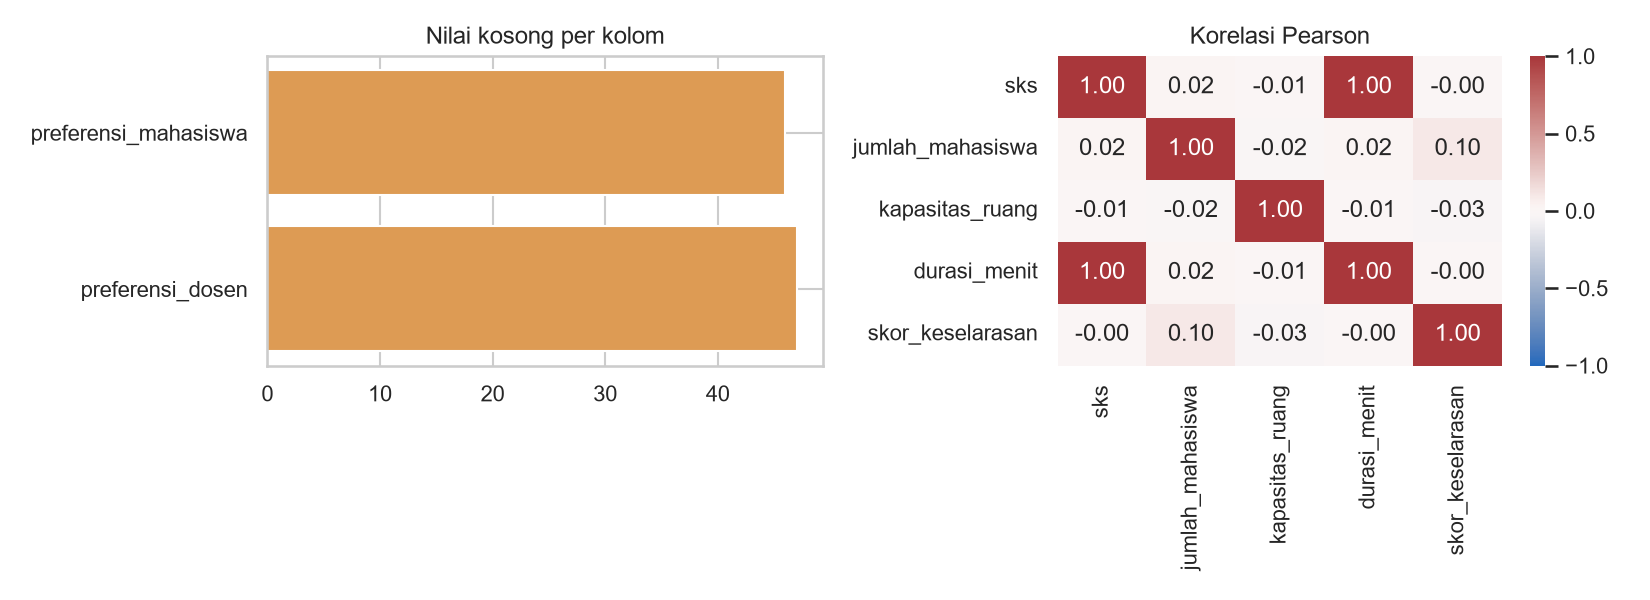 Nilai kosong per kolom
preferensi_mahasiswa
preferensi_dosen
0 10 20 30 40
Korelasi Pearson
sks 1.00 0.02 -0.01 1.00 -0.00
jumlah_mahasiswa 0.02 1.00 -0.02 0.02 0.10
kapasitas_ruang -0.01 -0.02 1.00 -0.01 -0.03
durasi_menit 1.00 0.02 -0.01 1.00 -0.00
skor_keselarasan -0.00 0.10 -0.03 -0.00 1.00
sks
jumlah_mahasiswa
kapasitas_ruang
durasi_menit
skor_keselarasan
1.0
0.5
0.0
−0.5
−1.0